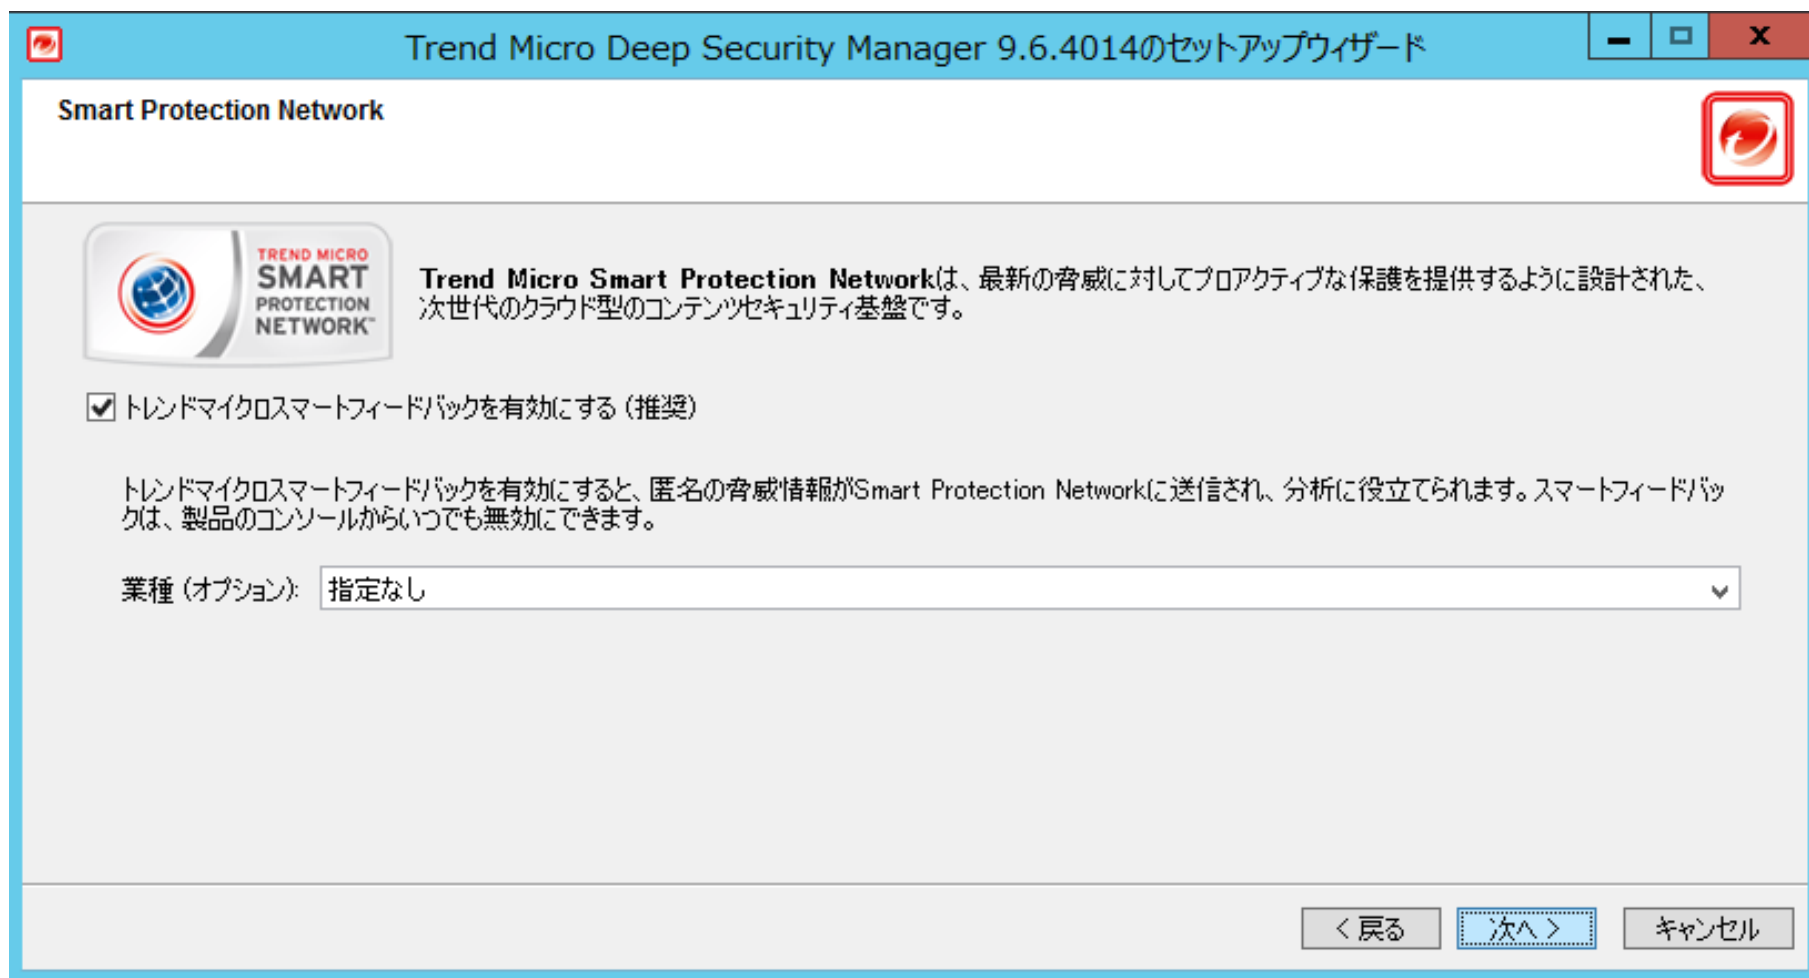 Trend Micro Deep Security Manager 9.6.4014のセットアップウィザード
Smart Protection Network
TREND MICRO
SMART
PROTECTION
NETWORK™
Trend Micro Smart Protection Networkは、最新の脅威に対してプロアクティブな保護を提供するように設計された、
次世代のクラウド型のコンテンツセキュリティ基盤です。
トレンドマイクロスマートフィードバックを有効にする (推奨)
トレンドマイクロスマートフィードバックを有効にすると、匿名の脅威情報がSmart Protection Networkに送信され、分析に役立てられます。スマートフィードバッ
クは、製品のコンソールからいつでも無効にできます。
業種 (オプション): 指定なし
< 戻る 次へ > キャンセル